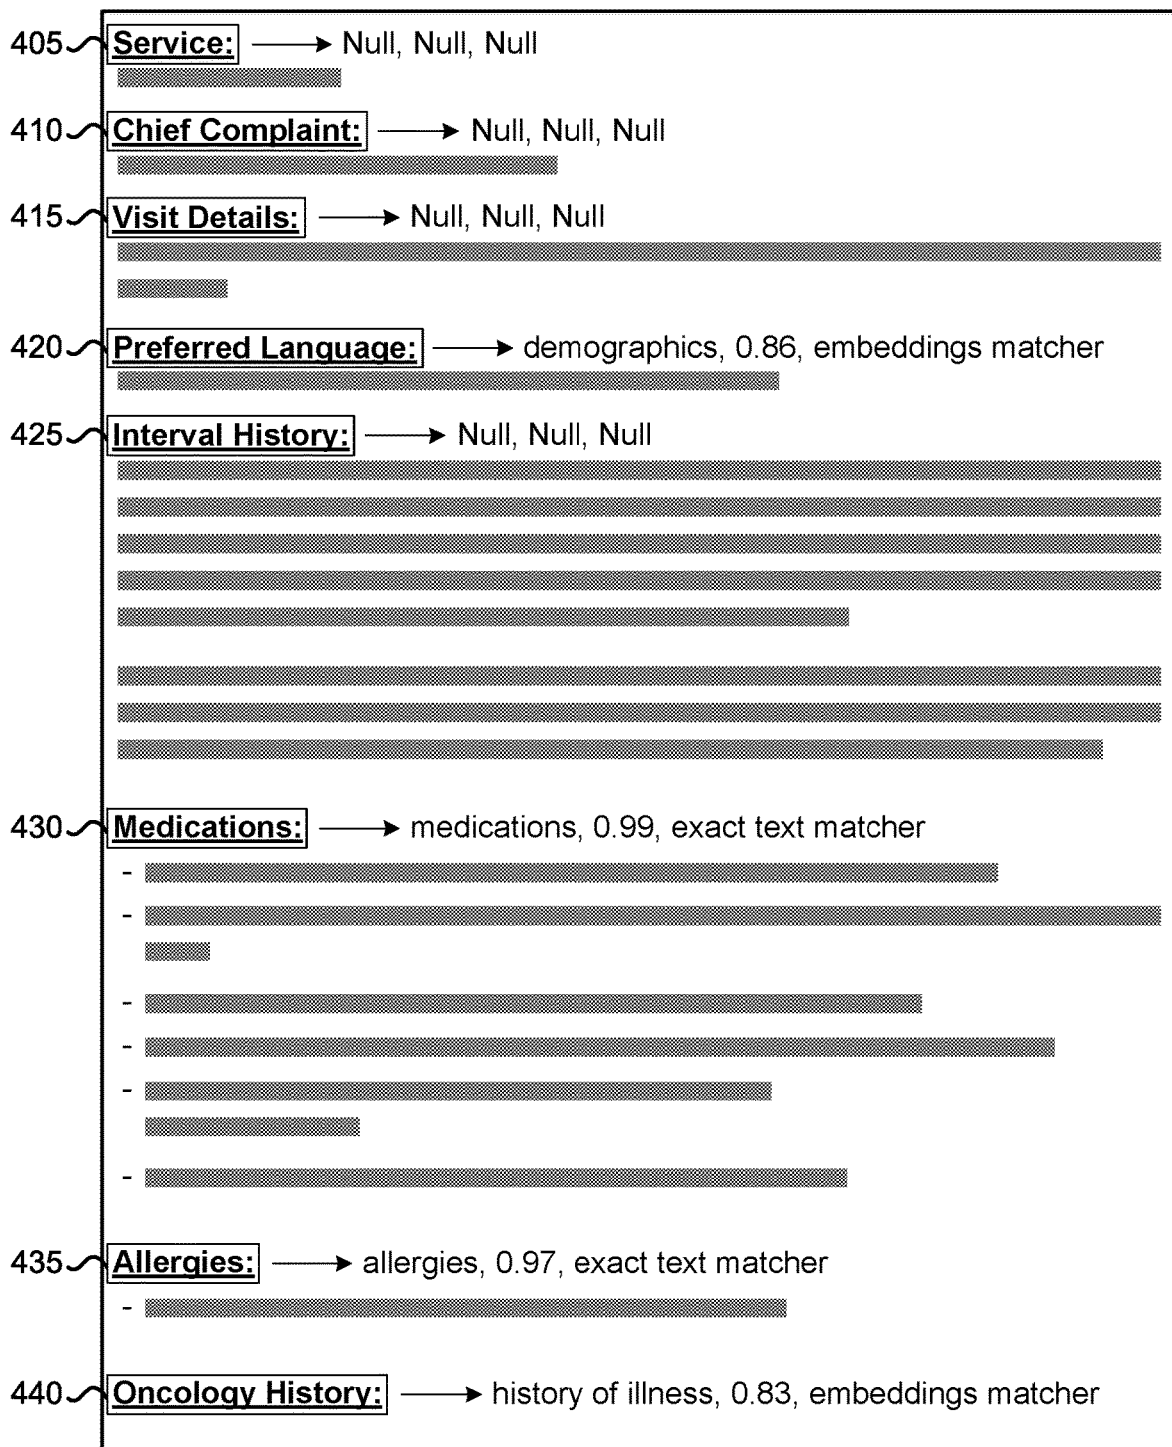 405 Service: Null, Null, Null
410 Chief Complaint: Null, Null, Null
415 Visit Details: Null, Null, Null
420 Preferred Language: demographics, 0.86, embeddings matcher
425 Interval History: Null, Null, Null
430 Medications: medications, 0.99, exact text matcher
-
-
-
-
-
-
435 Allergies: allergies, 0.97, exact text matcher
-
440 Oncology History: history of illness, 0.83, embeddings matcher